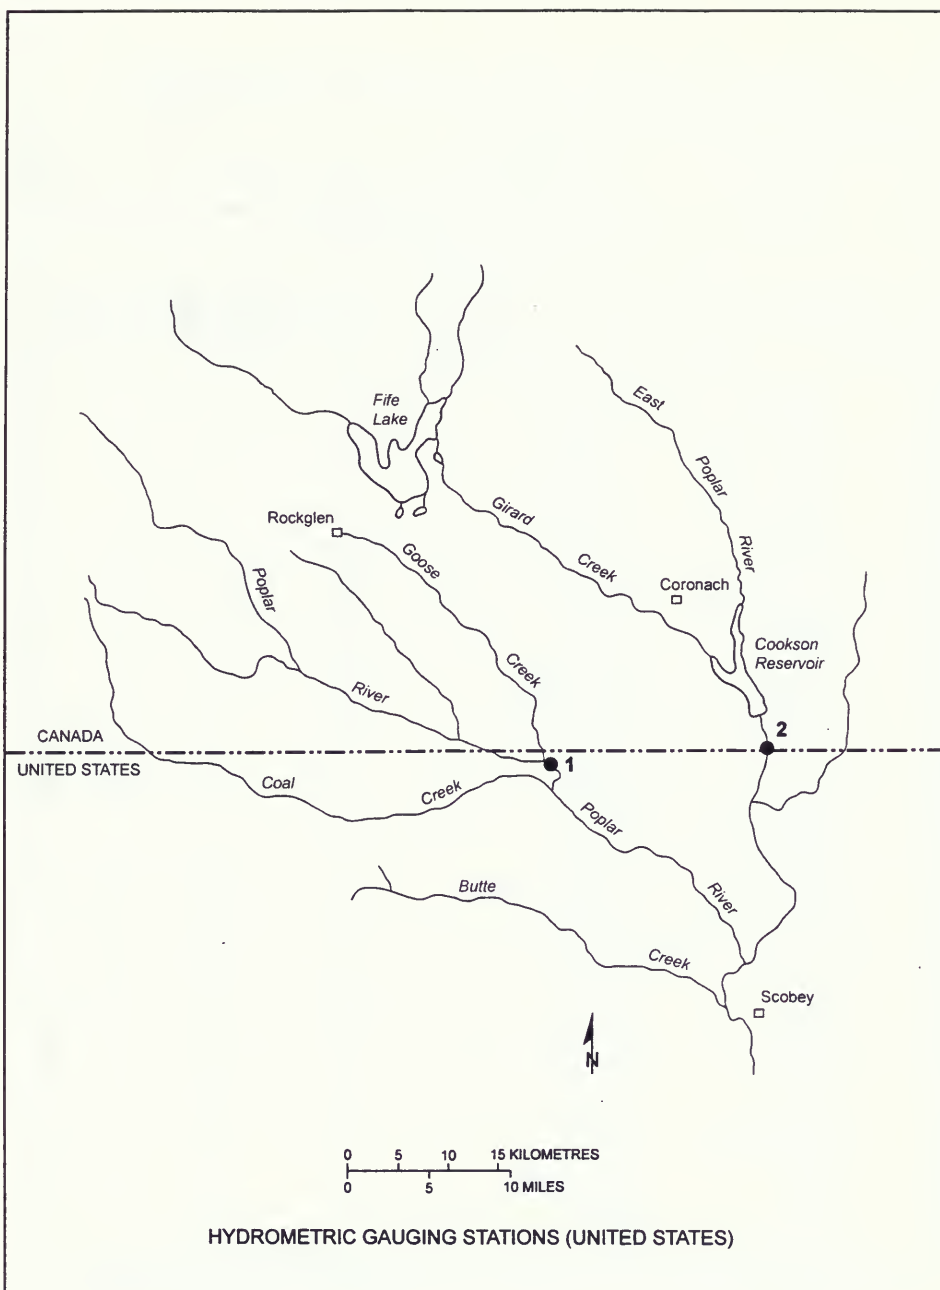 Fife
Lake
East
Poplar
River
Girard
Creek
Rockglen
Goose
Creek
Coronach
Poplar
River
Cookson
Reservoir
CANADA
UNITED STATES
2
1
Coal
Creek
Poplar
River
Butte
Creek
Scobey
N
0 5 10 15 KILOMETRES
0 5 10 MILES
HYDROMETRIC GAUGING STATIONS (UNITED STATES)